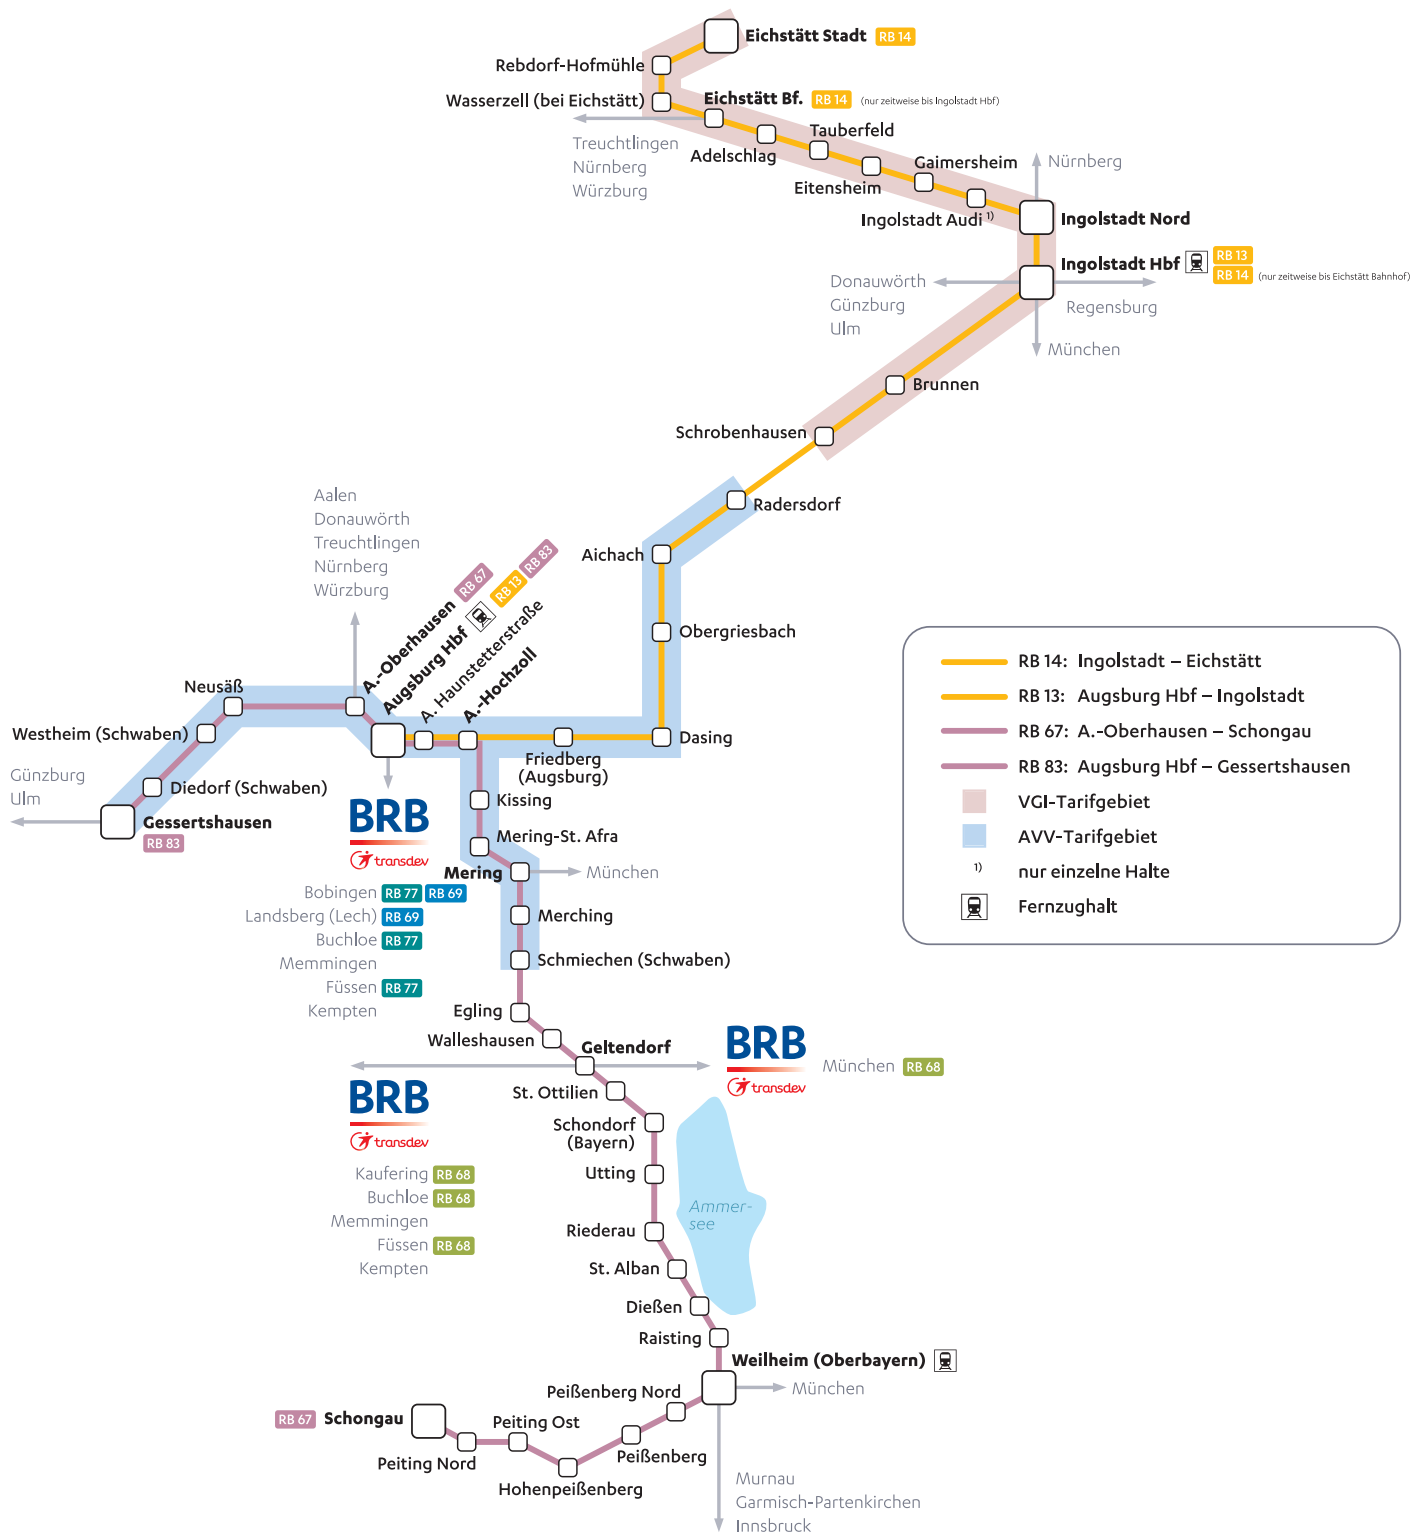 Eichstätt Stadt RB 14
Rebdorf-Hofmühle
Wasserzell (bei Eichstätt)
Eichstätt Bf. RB 14 (nur zeitweise bis Ingolstadt Hbf)
Treuchtlingen
Nürnberg
Würzburg
Adelschlag
Tauberfeld
Eitensheim
Gaimersheim
Ingolstadt Audi 1)
Nürnberg
Ingolstadt Nord
Ingolstadt Hbf RB 13
RB 14 (nur zeitweise bis Eichstätt Bahnhof)
Donauwörth
Günzburg
Ulm
Regensburg
München
Brunnen
Schrobenhausen
Radersdorf
Aichach
Obergriesbach
Dasing
Friedberg
(Augsburg)
Aalen
Donauwörth
Treuchtlingen
Nürnberg
Würzburg
A.-Oberhausen RB 67
Augsburg Hbf RB 13 RB 83
A. Haunstetterstraße
A.-Hochzoll
Neusäß
Westheim (Schwaben)
Diedorf (Schwaben)
Günzburg
Ulm
Gessertshausen
RB 83
BRB
transdev
Bobingen RB 77 RB 69
Landsberg (Lech) RB 69
Buchloe RB 77
Memmingen
Füssen RB 77
Kempten
Kissing
Mering-St. Afra
Mering
München
Merching
Schmiechen (Schwaben)
Egling
Walleshausen
Geltendorf
BRB
transdev
München RB 68
BRB
transdev
Kaufering RB 68
Buchloe RB 68
Memmingen
Füssen RB 68
Kempten
St. Ottilien
Schondorf
(Bayern)
Utting
Ammer-
see
Riederau
St. Alban
Dießen
Raisting
Weilheim (Oberbayern)
München
Murnau
Garmisch-Partenkirchen
Innsbruck
Peißenberg Nord
Peißenberg
Hohenpeißenberg
Peiting Ost
Peiting Nord
RB 67 Schongau
RB 14: Ingolstadt – Eichstätt
RB 13: Augsburg Hbf – Ingolstadt
RB 67: A.-Oberhausen – Schongau
RB 83: Augsburg Hbf – Gessertshausen
VGI-Tarifgebiet
AVV-Tarifgebiet
1) nur einzelne Halte
Fernzughalt